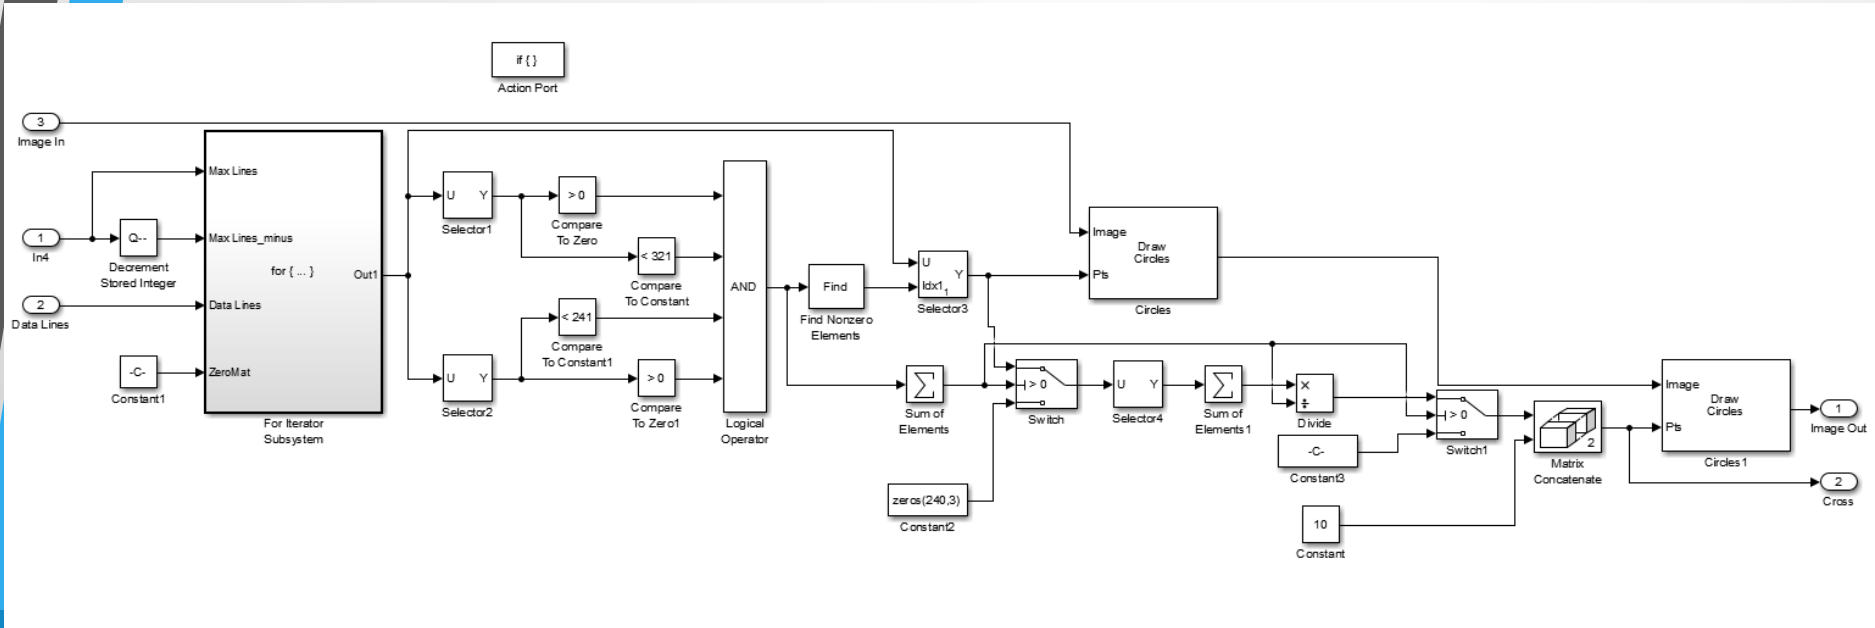 if { }
Action Port
3
Image In
Max Lines
1
In4
Q--
Decrement
Stored Integer
Max Lines_minus
for { ... }
Out1
2
Data Lines
Data Lines
-C-
Constant1
ZeroMat
For Iterator
Subsystem
U Y
Selector1
> 0
Compare
To Zero
< 321
Compare
To Constant
< 241
Compare
To Constant1
U Y
Selector2
> 0
Compare
To Zero1
AND
Logical
Operator
Find
Find Nonzero
Elements
U
Y
Idx1
1
Selector3
Image
Draw
Circles
Pts
Circles
∑
Sum of
Elements
> 0
Switch
zeros(240,3)
Constant2
U Y
Selector4
∑
Sum of
Elements1
×
÷
Divide
-C-
Constant3
> 0
Switch1
10
Constant
2
Matrix
Concatenate
Image
Draw
Circles
Pts
Circles1
1
Image Out
2
Cross